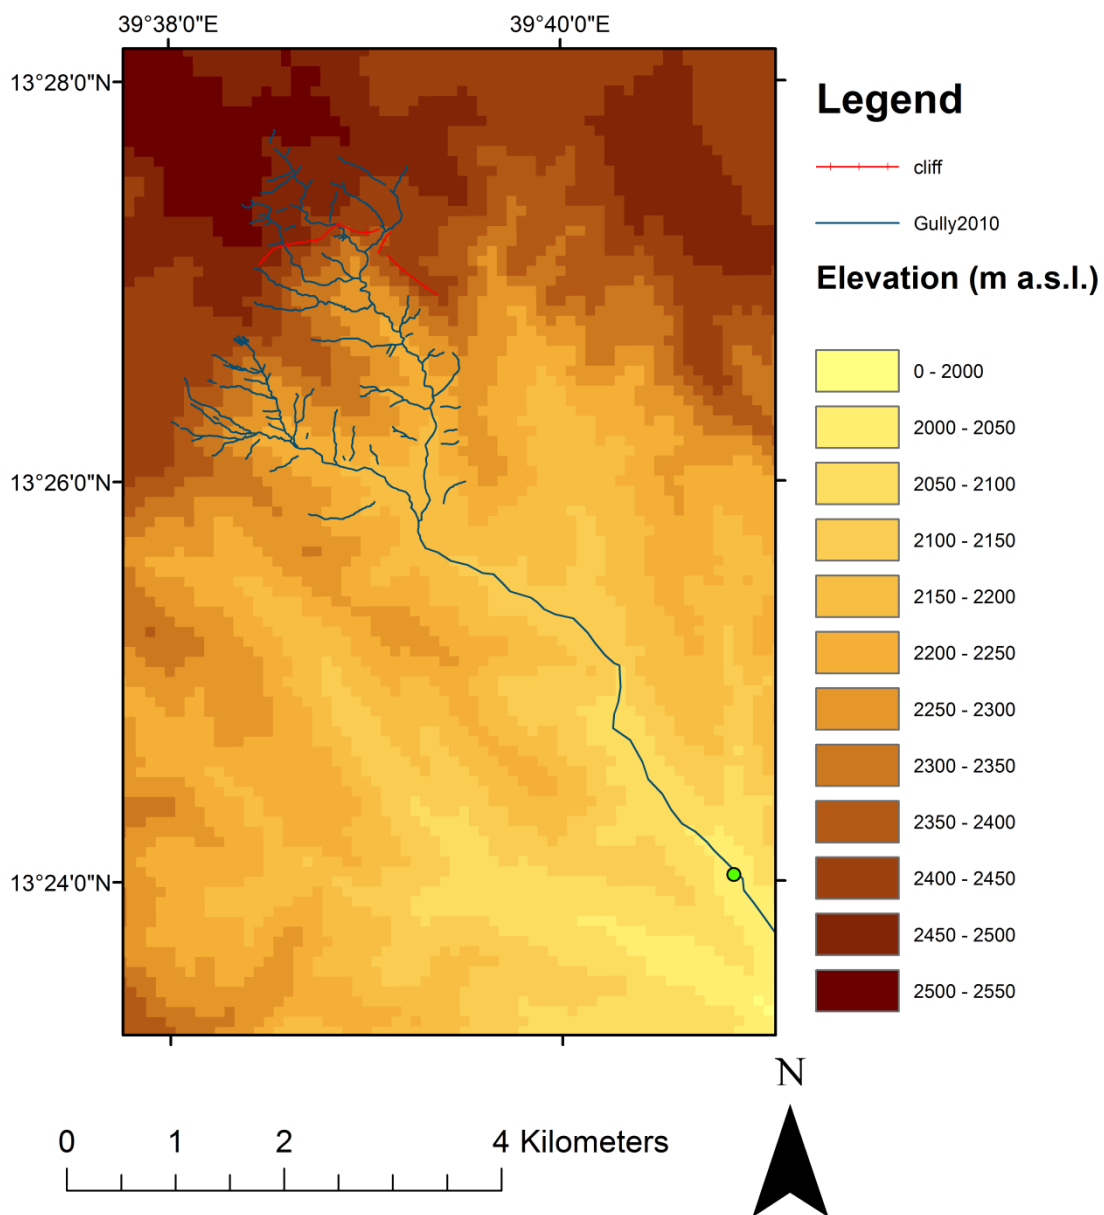 39°38'0"E
39°40'0"E
13°28'0"N
13°26'0"N
13°24'0"N
Legend
cliff
Gully2010
Elevation (m a.s.l.)
0 - 2000
2000 - 2050
2050 - 2100
2100 - 2150
2150 - 2200
2200 - 2250
2250 - 2300
2300 - 2350
2350 - 2400
2400 - 2450
2450 - 2500
2500 - 2550
N
0 1 2 4 Kilometers